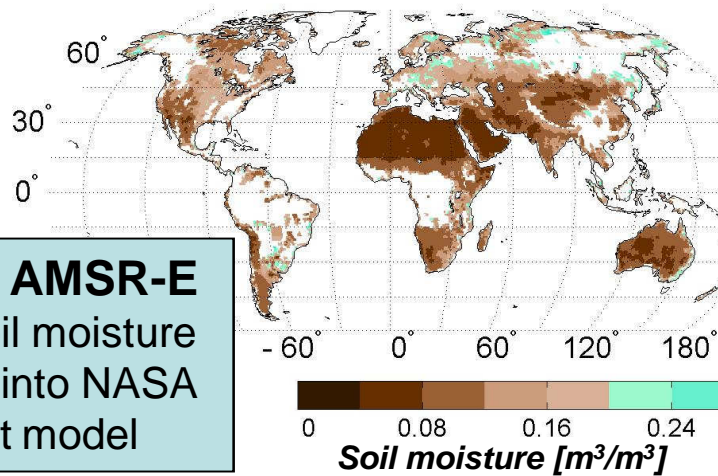 60°
30°
0°
AMSR-E
moisture
into NASA
model
- 60° 0° 60° 120° 180°
0 0.08 0.16 0.24
Soil moisture [m³/m³]